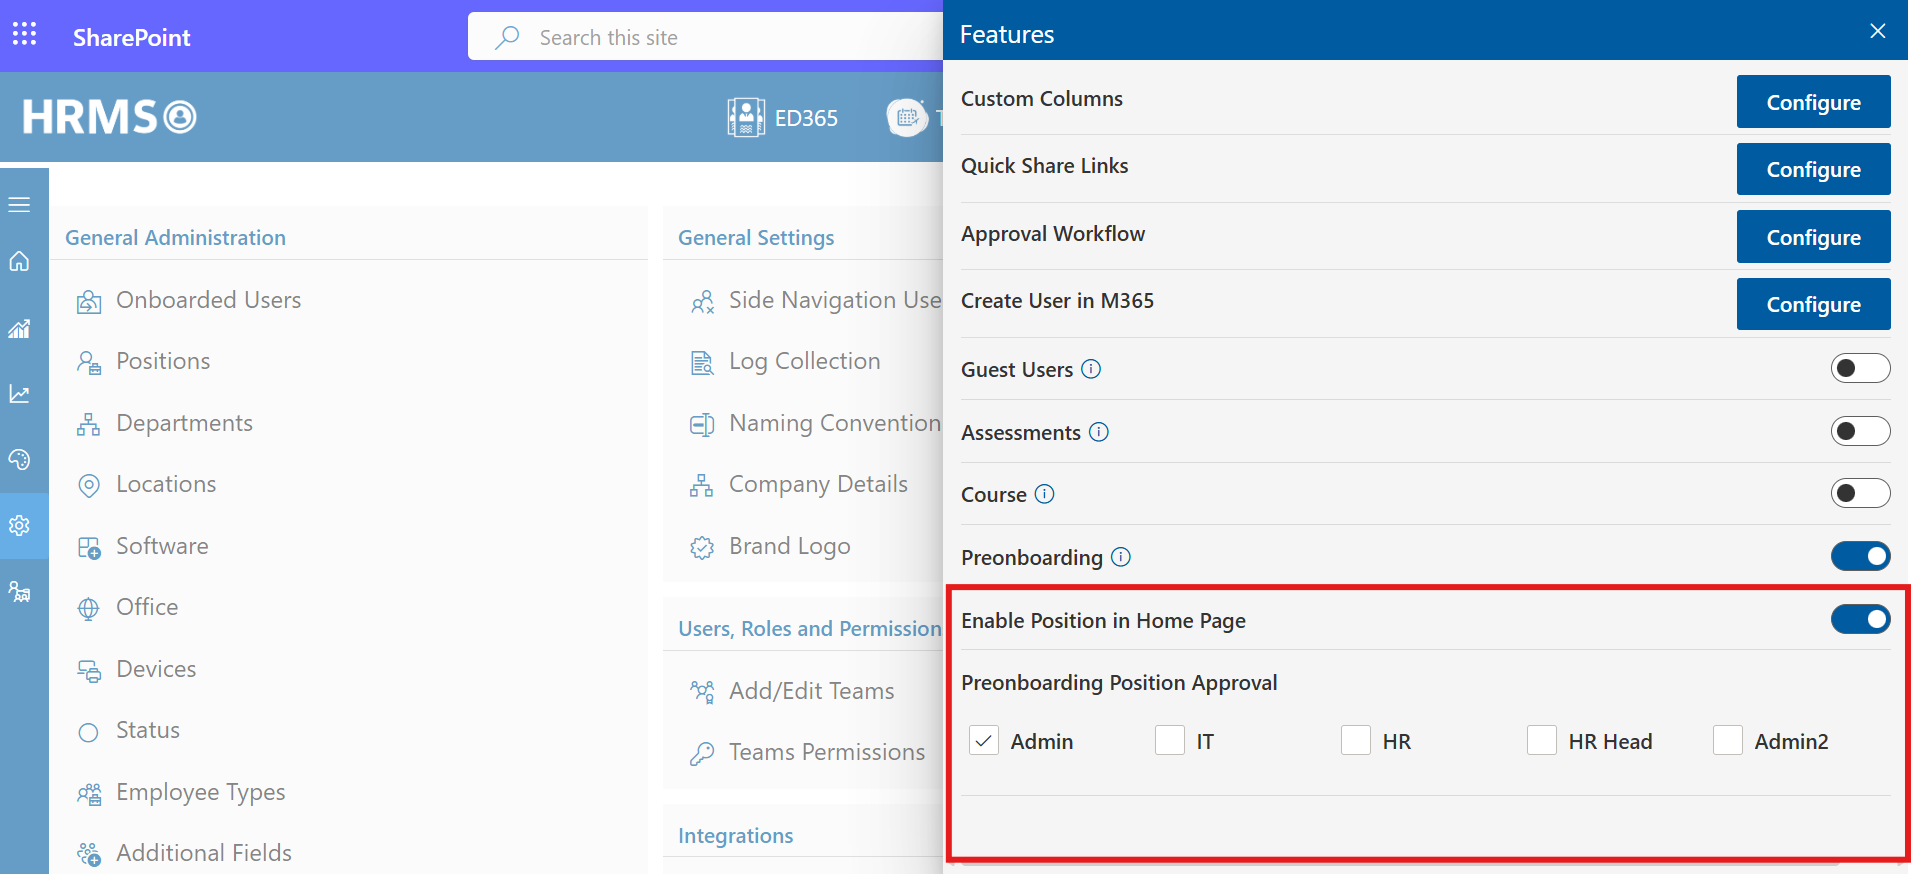 SharePoint
Search this site
HRMS
ED365
General Administration
Onboarded Users
Positions
Departments
Locations
Software
Office
Devices
Status
Employee Types
Additional Fields
General Settings
Side Navigation Use
Log Collection
Naming Convention
Company Details
Brand Logo
Users, Roles and Permission
Add/Edit Teams
Teams Permissions
Integrations
Features
Custom Columns
Configure
Quick Share Links
Configure
Approval Workflow
Configure
Create User in M365
Configure
Guest Users
Assessments
Course
Preonboarding
Enable Position in Home Page
Preonboarding Position Approval
Admin IT HR HR Head Admin2